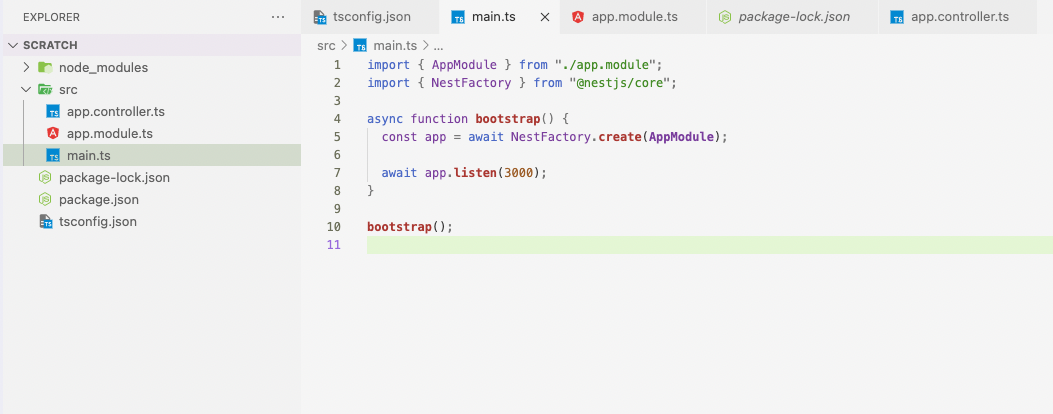 EXPLORER ...
SCRATCH
node_modules
src
app.controller.ts
app.module.ts
main.ts
package-lock.json
package.json
tsconfig.json
tsconfig.json main.ts app.module.ts package-lock.json app.controller.ts
src > main.ts > ...
1 import { AppModule } from "./app.module";
2 import { NestFactory } from "@nestjs/core";
3
4 async function bootstrap() {
5 const app = await NestFactory.create(AppModule);
6
7 await app.listen(3000);
8 }
9
10 bootstrap();
11